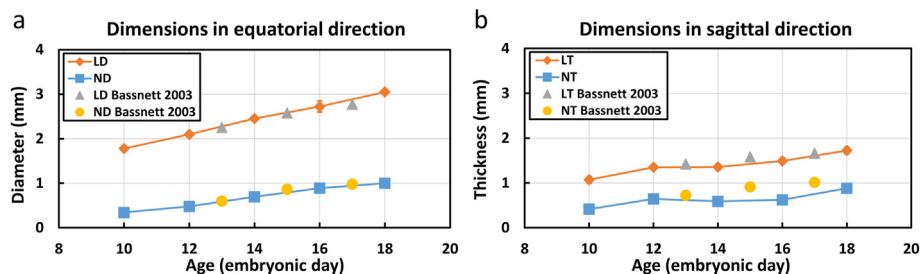 a
Dimensions in equatorial direction
4
3
2
1
0
Diameter (mm)
LD
ND
LD Bassnett 2003
ND Bassnett 2003
8 10 12 14 16 18 20
Age (embryonic day)
b
Dimensions in sagittal direction
4
3
2
1
0
Thickness (mm)
LT
NT
LT Bassnett 2003
NT Bassnett 2003
8 10 12 14 16 18 20
Age (embryonic day)